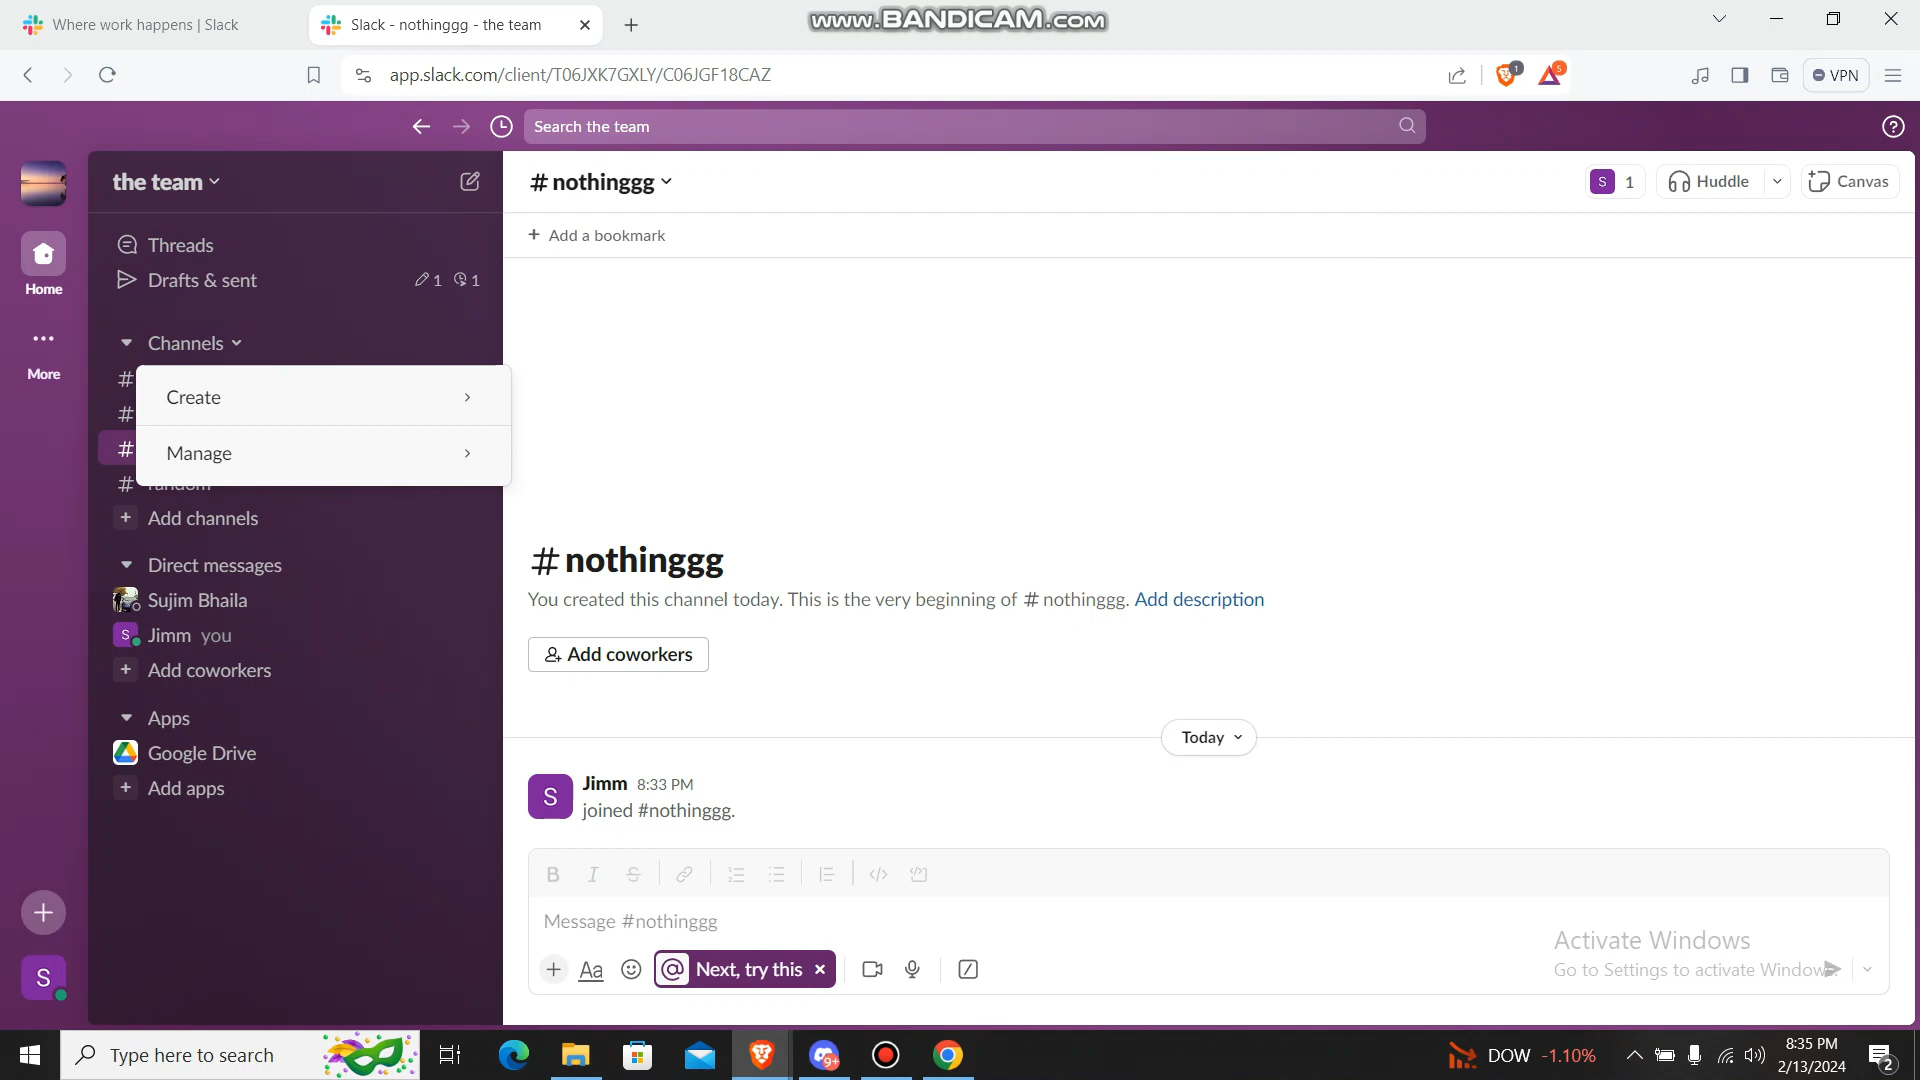 Where work happens | Slack
Slack - nothinggg - the team
www.BANDICAM.com
app.slack.com/client/T06JXK7GXLY/C06JGF18CAZ
1
5
VPN
Search the team
the team
# nothinggg
S 1
Huddle
Canvas
Threads
Add a bookmark
Drafts & sent
1
1
Home
Channels
More
#
Create
#
#
Manage
# random
Add channels
# nothinggg
Direct messages
You created this channel today. This is the very beginning of # nothinggg. Add description
Sujim Bhaila
S Jimm you
Add coworkers
Add coworkers
Apps
Today
Google Drive
Add apps
S
Jimm 8:33 PM
joined #nothinggg.
B I S
Message #nothinggg
Activate Windows
Go to Settings to activate Windows.
Aa
@ Next, try this
S
Type here to search
9+
DOW -1.10%
8:35 PM
2/13/2024
2